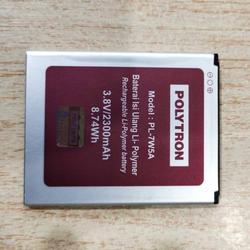 POLYTRON
Model : PL-7W5A
Baterai Isi Ulang Li- Polymer
Rechargeable Li-Polymer battery
3.8V/2300mAh
8.74Wh